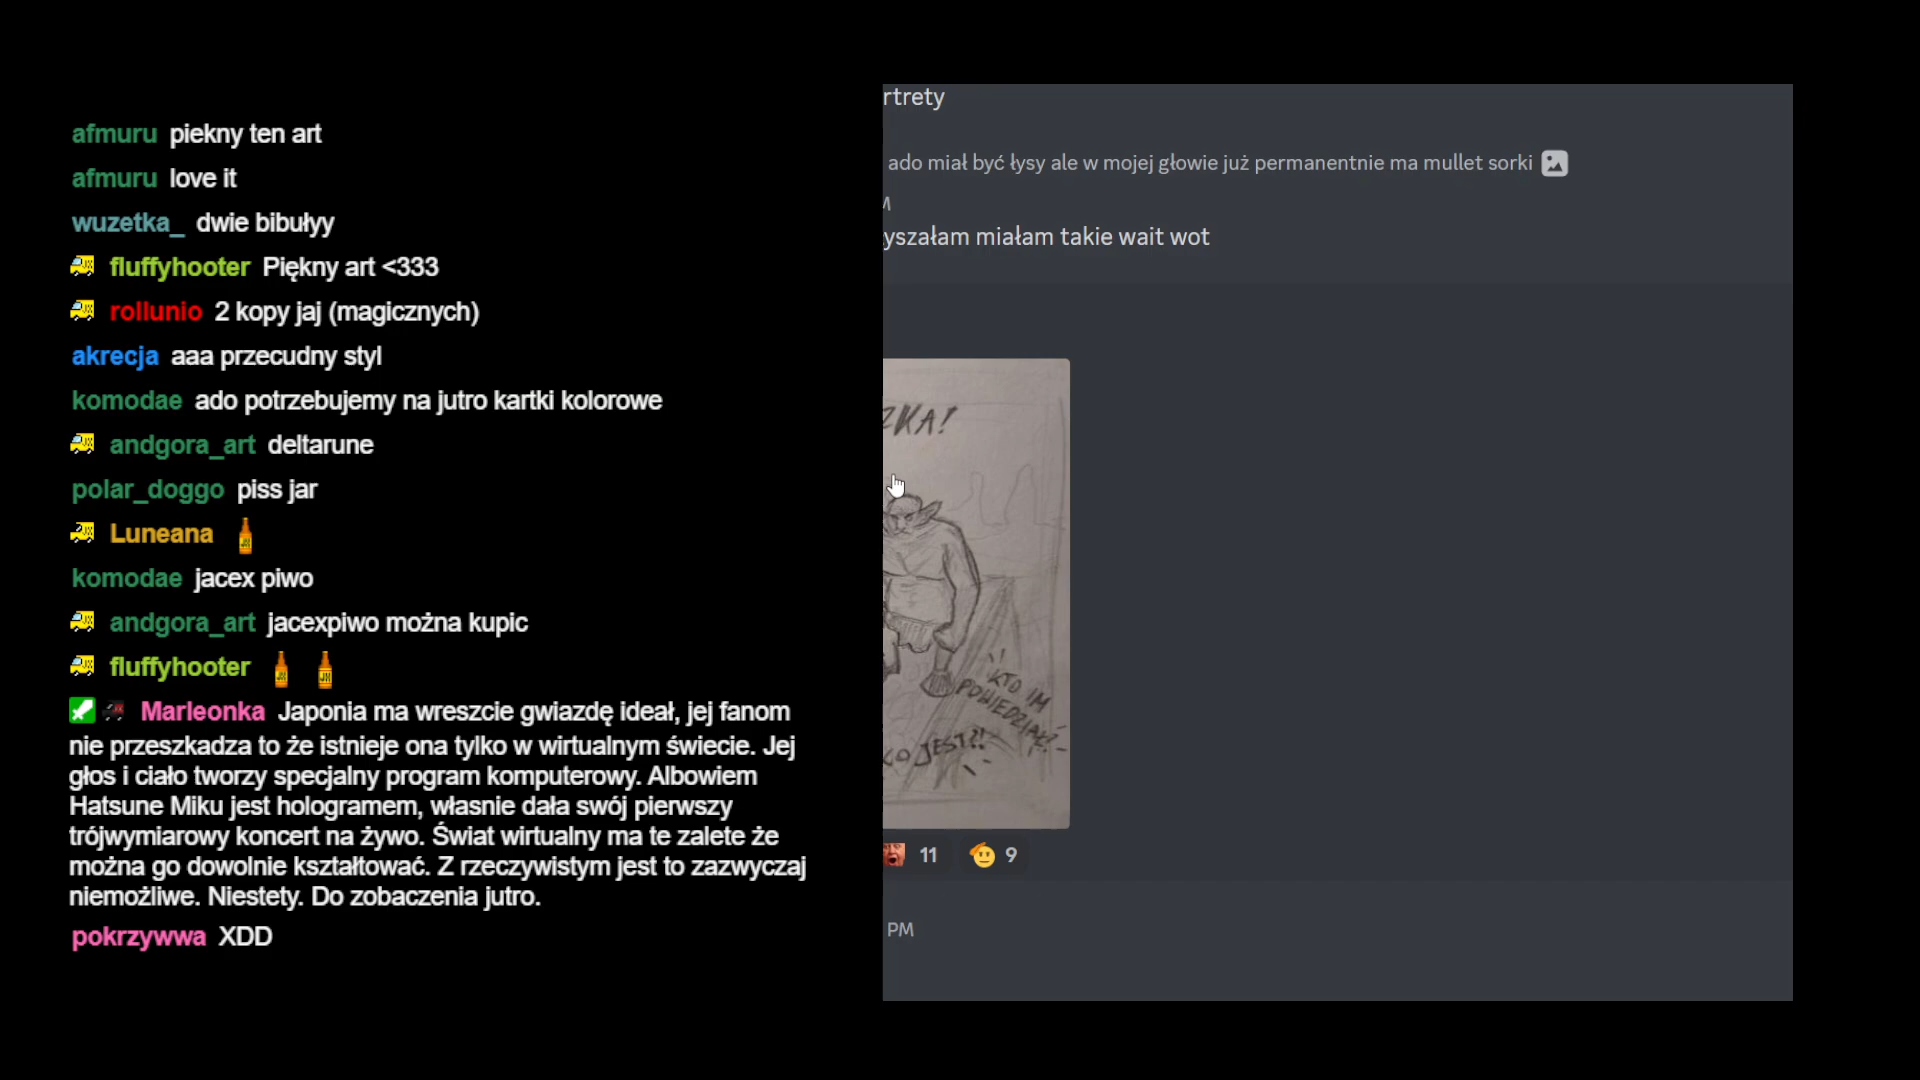 afmuru piekny ten art
afmuru love it
wuzetka_ dwie bibułyy
fluffyhooter Piękny art <333
rollunio 2 kopy jaj (magicznych)
akrecja aaa przecudny styl
komodae ado potrzebujemy na jutro kartki kolorowe
andgora_art deltarune
polar_doggo piss jar
Luneana
komodae jacex piwo
andgora_art jacexpiwo można kupic
fluffyhooter
Marleonka Japonia ma wreszcie gwiazdę ideał, jej fanom
nie przeszkadza to że istnieje ona tylko w wirtualnym świecie. Jej
głos i ciało tworzy specjalny program komputerowy. Albowiem
Hatsune Miku jest hologramem, własnie dała swój pierwszy
trójwymiarowy koncert na żywo. Świat wirtualny ma te zalete że
można go dowolnie kształtować. Z rzeczywistym jest to zazwyczaj
niemożliwe. Niestety. Do zobaczenia jutro.
pokrzywwa XDD
rtrety
ado miał być łysy ale w mojej głowie już permanentnie ma mullet sorki
M
yszałam miałam takie wait wot
ZKA!
KTO IM
POWIEDZIAŁ?
CO JEST?!
11 9
PM